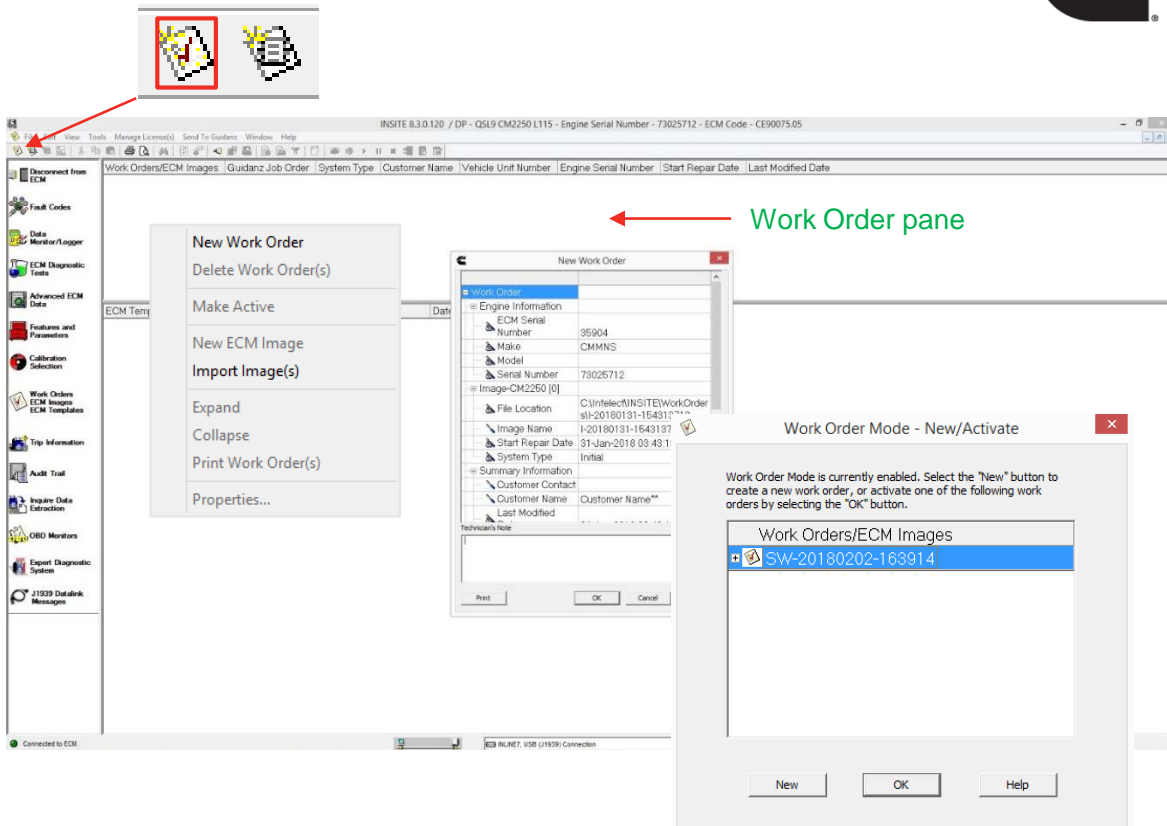 INSITE 8.3.0.120 / DP - QSL9 CM2250 L115 - Engine Serial Number - 73025712 - ECM Code - CE90075.05
View Tools Manage License(s) Send To Guidanz Window Help
Work Orders/ECM Images Guidanz Job Order System Type Customer Name Vehicle Unit Number Engine Serial Number Start Repair Date Last Modified Date
Disconnect from
ECM
Fault Codes
Data
Monitor/Logger
ECM Diagnostic
Tests
Advanced ECM
Data
Features and
Parameters
Calibration
Selection
Work Orders
ECM Images
ECM Templates
Trip Information
Audit Trail
Inquire Data
Extraction
OBD Monitors
Expert Diagnostic
System
J1939 Datalink
Messages
Work Order pane
New Work Order
Delete Work Order(s)
Make Active
New ECM Image
Import Image(s)
Expand
Collapse
Print Work Order(s)
Properties...
New Work Order
Work Order
Engine Information
ECM Serial
Number 35904
Make CMMNS
Model
Serial Number 73025712
Image-CM2250 [0]
File Location C:\Intelect\INSITE\WorkOrder
Image Name I-20180131-1543137
Start Repair Date 31-Jan-2018 03:43:1
System Type Initial
Summary Information
Customer Contact
Customer Name Customer Name**
Last Modified
Technician's Note
Print OK Cancel
Work Order Mode - New/Activate
Work Order Mode is currently enabled. Select the "New" button to
create a new work order, or activate one of the following work
orders by selecting the "OK" button.
Work Orders/ECM Images
SW-20180202-163914
New OK Help
Connected to ECM.
INLINE7, USB (J1939) Connection